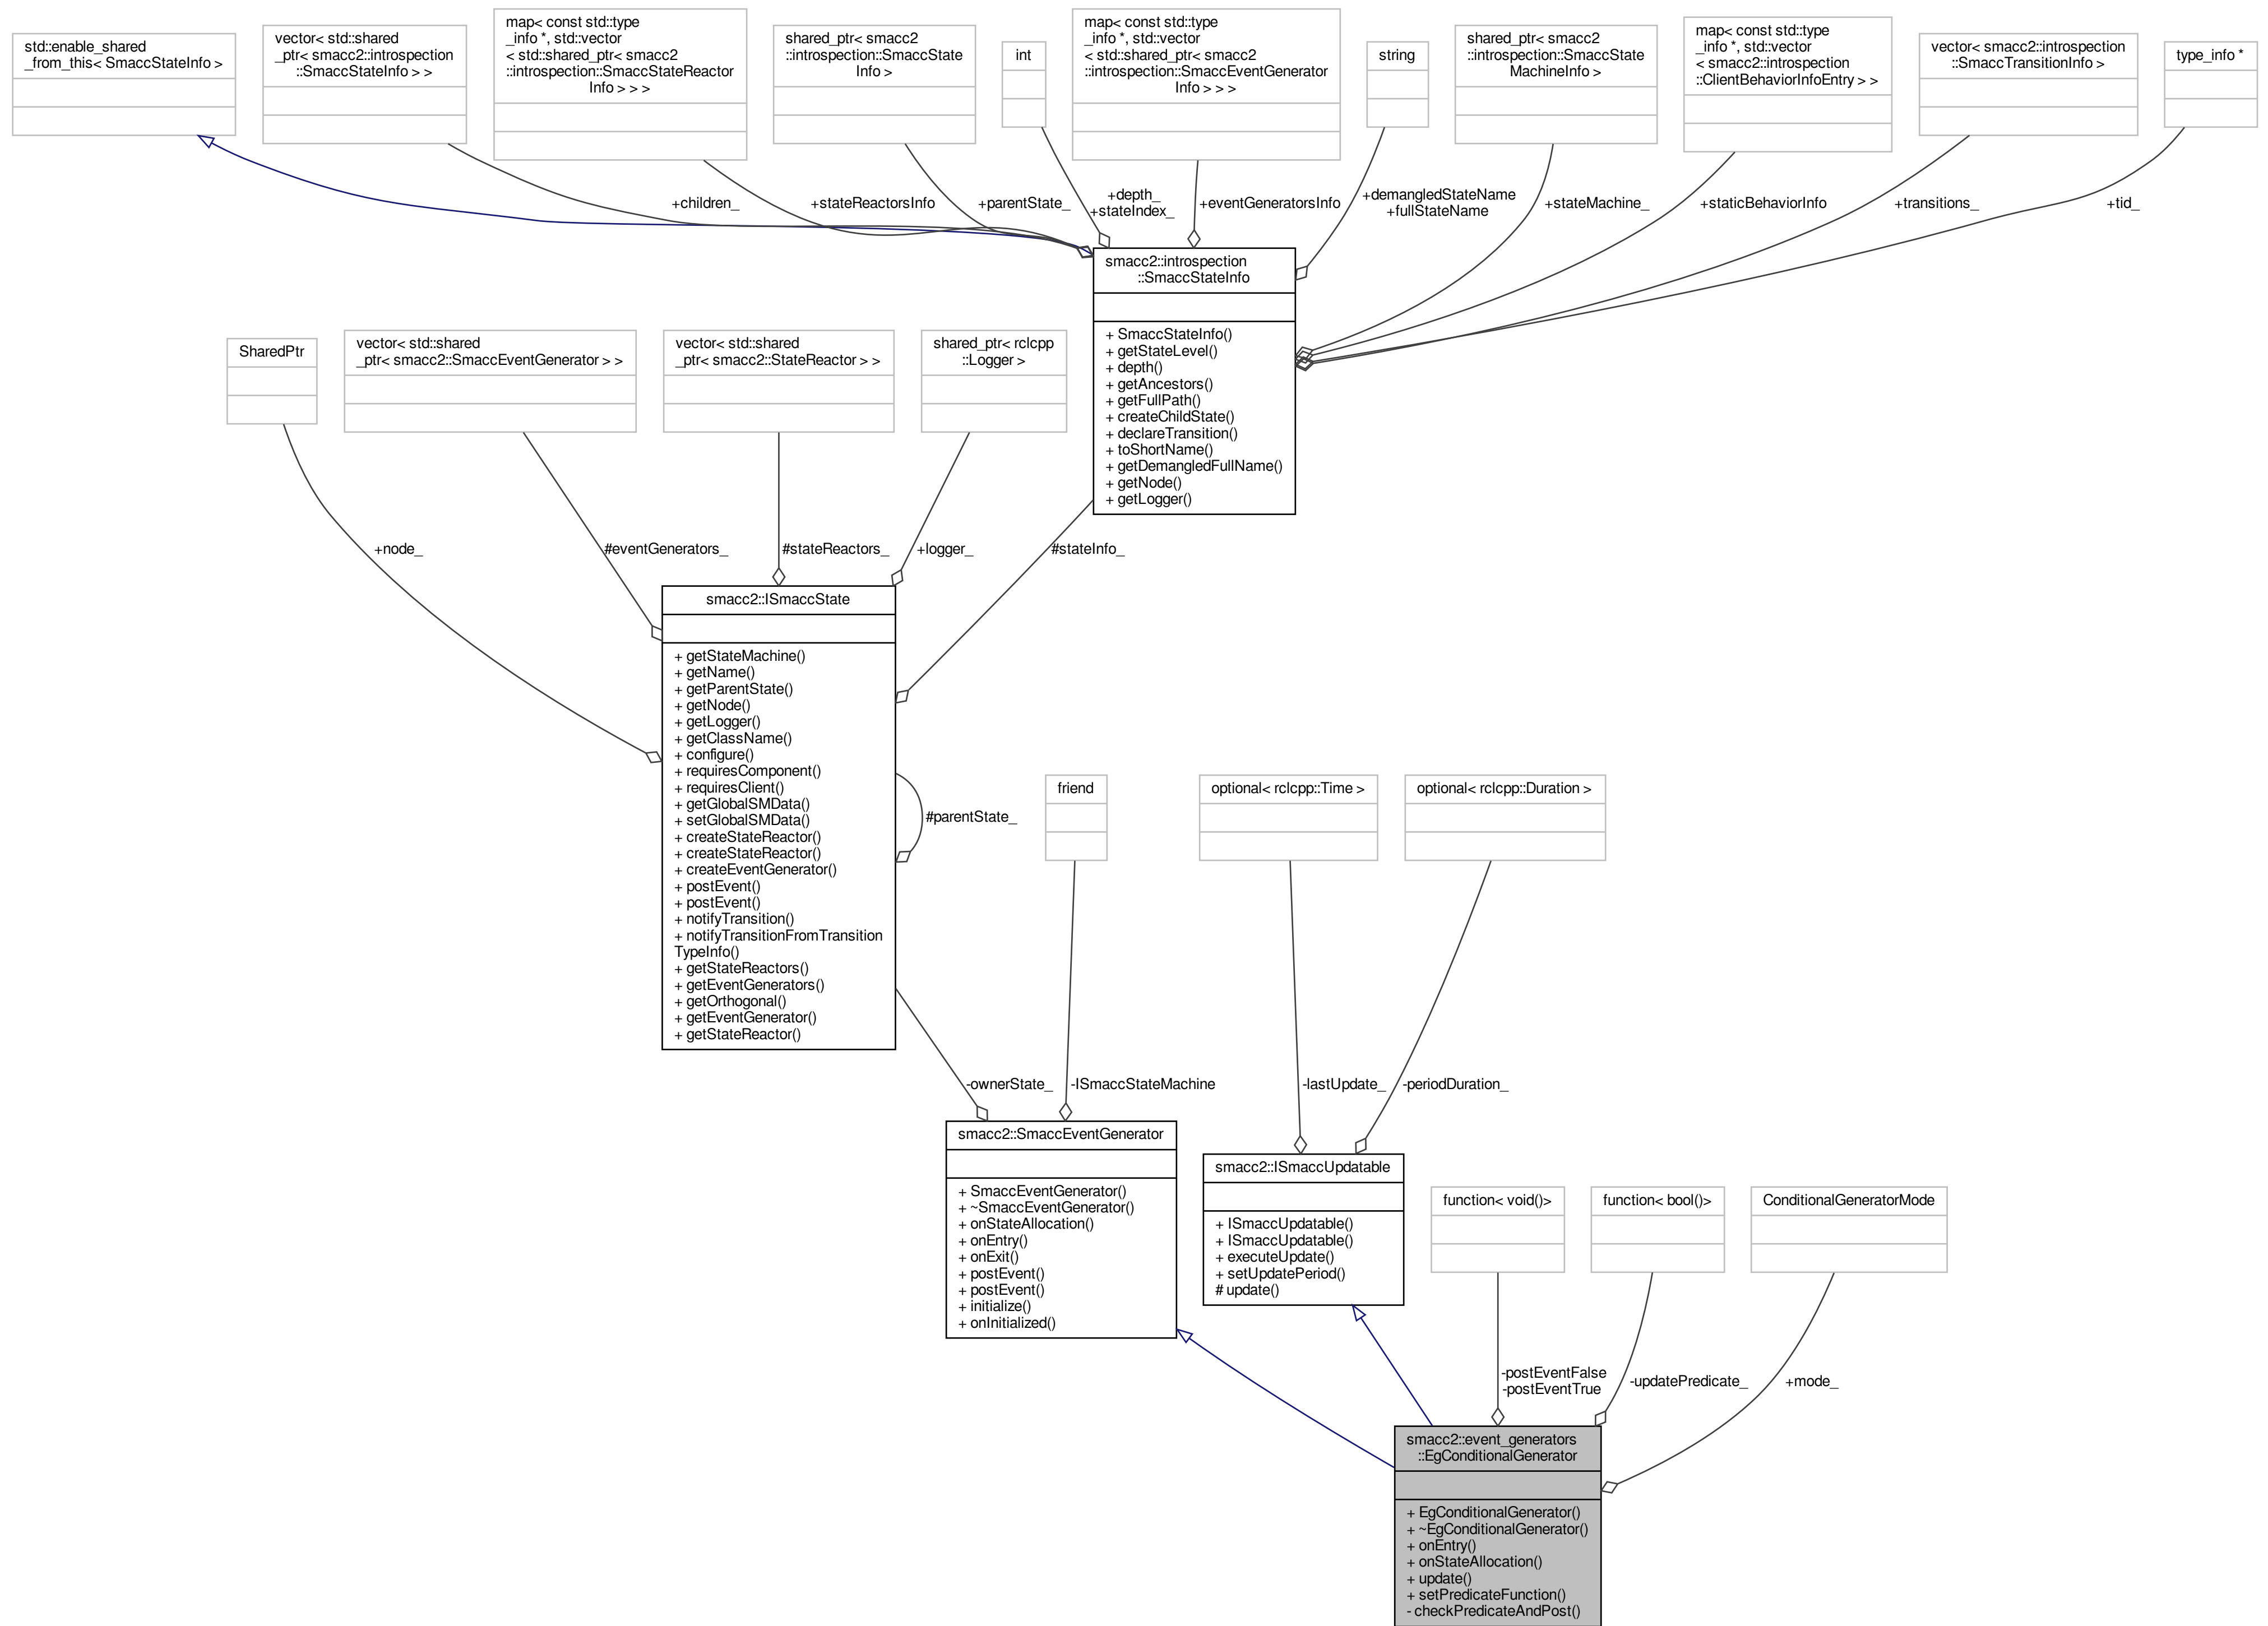 std::enable_shared
_from_this< SmaccStateInfo >
vector< std::shared
_ptr< smacc2::introspection
::SmaccStateInfo > >
map< const std::type
_info *, std::vector
< std::shared_ptr< smacc2
::introspection::SmaccStateReactor
Info > > >
shared_ptr< smacc2
::introspection::SmaccState
Info >
int
map< const std::type
_info *, std::vector
< std::shared_ptr< smacc2
::introspection::SmaccEventGenerator
Info > > >
string
shared_ptr< smacc2
::introspection::SmaccState
MachineInfo >
map< const std::type
_info *, std::vector
< smacc2::introspection
::ClientBehaviorInfoEntry > >
vector< smacc2::introspection
::SmaccTransitionInfo >
type_info *
+children_
+stateReactorsInfo
+parentState_
+depth_
+stateIndex_
+eventGeneratorsInfo
+demangledStateName
+fullStateName
+stateMachine_
+staticBehaviorInfo
+transitions_
+tid_
smacc2::introspection
::SmaccStateInfo
+ SmaccStateInfo()
+ getStateLevel()
+ depth()
+ getAncestors()
+ getFullPath()
+ createChildState()
+ declareTransition()
+ toShortName()
+ getDemangledFullName()
+ getNode()
+ getLogger()
SharedPtr
vector< std::shared
_ptr< smacc2::SmaccEventGenerator > >
vector< std::shared
_ptr< smacc2::StateReactor > >
shared_ptr< rclcpp
::Logger >
+node_
#eventGenerators_
#stateReactors_
+logger_
#stateInfo_
smacc2::ISmaccState
+ getStateMachine()
+ getName()
+ getParentState()
+ getNode()
+ getLogger()
+ getClassName()
+ configure()
+ requiresComponent()
+ requiresClient()
+ getGlobalSMData()
+ setGlobalSMData()
+ createStateReactor()
+ createStateReactor()
+ createEventGenerator()
+ postEvent()
+ postEvent()
+ notifyTransition()
+ notifyTransitionFromTransition
TypeInfo()
+ getStateReactors()
+ getEventGenerators()
+ getOrthogonal()
+ getEventGenerator()
+ getStateReactor()
#parentState_
friend
optional< rclcpp::Time >
optional< rclcpp::Duration >
-ownerState_
-ISmaccStateMachine
-lastUpdate_
-periodDuration_
smacc2::SmaccEventGenerator
+ SmaccEventGenerator()
+ ~SmaccEventGenerator()
+ onStateAllocation()
+ onEntry()
+ onExit()
+ postEvent()
+ postEvent()
+ initialize()
+ onInitialized()
smacc2::ISmaccUpdatable
+ ISmaccUpdatable()
+ ISmaccUpdatable()
+ executeUpdate()
+ setUpdatePeriod()
# update()
function< void()>
function< bool()>
ConditionalGeneratorMode
-postEventFalse
-postEventTrue
-updatePredicate_
+mode_
smacc2::event_generators
::EgConditionalGenerator
+ EgConditionalGenerator()
+ ~EgConditionalGenerator()
+ onEntry()
+ onStateAllocation()
+ update()
+ setPredicateFunction()
- checkPredicateAndPost()